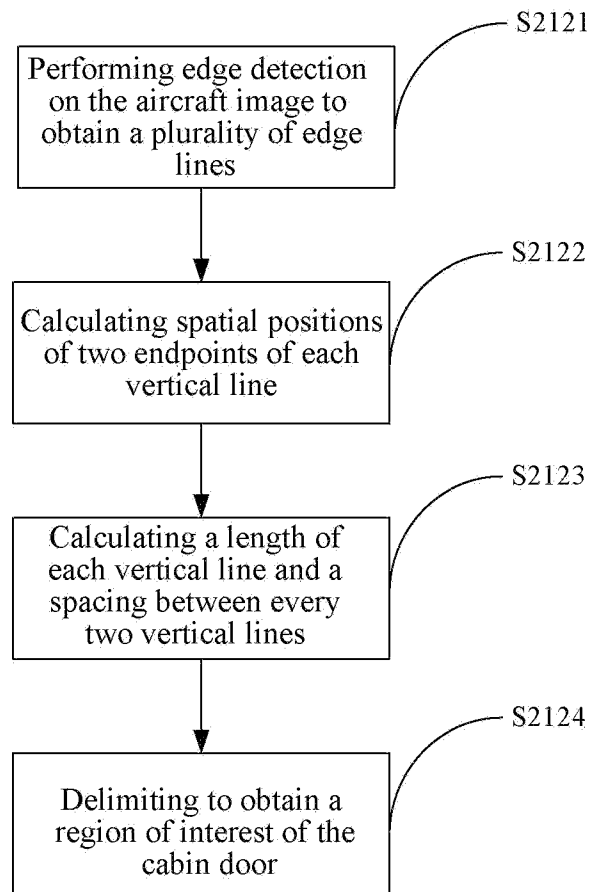 S2121
Performing edge detection
on the aircraft image to
obtain a plurality of edge
lines
S2122
Calculating spatial positions
of two endpoints of each
vertical line
S2123
Calculating a length of
each vertical line and a
spacing between every
two vertical lines
S2124
Delimiting to obtain a
region of interest of the
cabin door